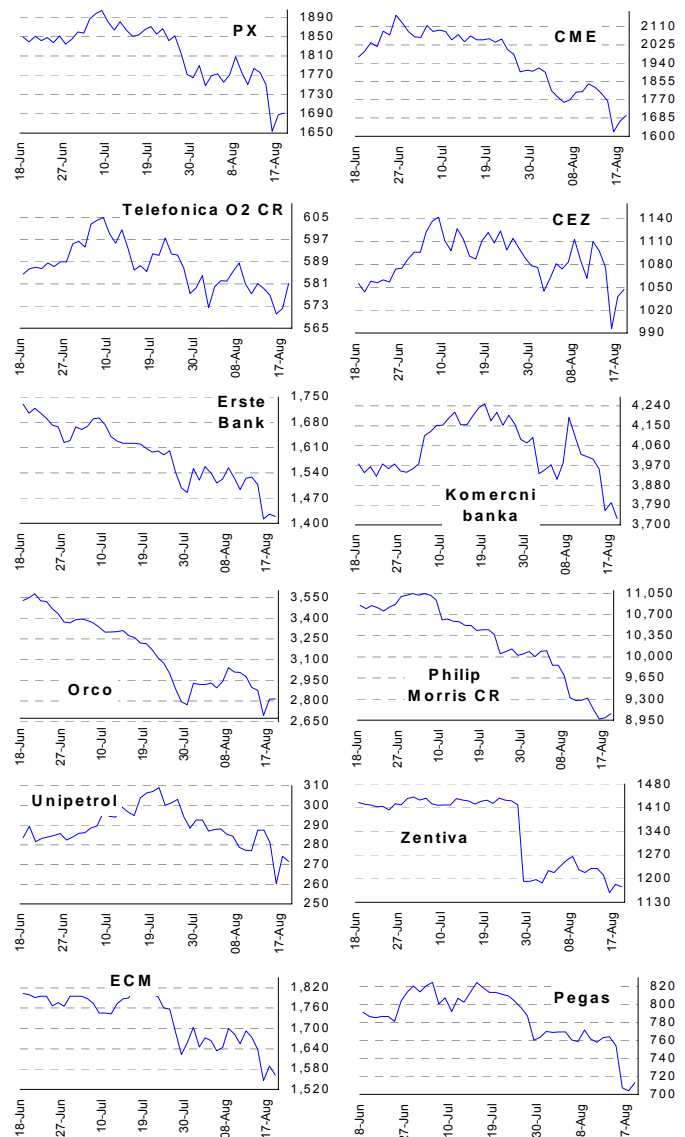 PX
1890
1850
1810
1770
1730
1690
1650
18-Jun
27-Jun
10-Jul
19-Jul
30-Jul
8-Aug
17-Aug
CME
2110
2025
1940
1855
1770
1685
1600
18-Jun
27-Jun
10-Jul
19-Jul
30-Jul
08-Aug
17-Aug
Telefonica O2 CR
605
597
589
581
573
565
18-Jun
27-Jun
10-Jul
19-Jul
30-Jul
08-Aug
17-Aug
CEZ
1140
1110
1080
1050
1020
990
18-Jun
27-Jun
10-Jul
19-Jul
30-Jul
08-Aug
17-Aug
Erste
Bank
1,750
1,680
1,610
1,540
1,470
1,400
18-Jun
27-Jun
10-Jul
19-Jul
30-Jul
08-Aug
17-Aug
Komercni
banka
4,240
4,150
4,060
3,970
3,880
3,790
3,700
18-Jun
27-Jun
10-Jul
19-Jul
30-Jul
08-Aug
17-Aug
Orco
3,550
3,400
3,250
3,100
2,950
2,800
2,650
18-Jun
27-Jun
10-Jul
19-Jul
30-Jul
08-Aug
17-Aug
Philip
Morris CR
11,050
10,700
10,350
10,000
9,650
9,300
8,950
18-Jun
27-Jun
10-Jul
19-Jul
30-Jul
08-Aug
17-Aug
Unipetrol
310
300
290
280
270
260
250
18-Jun
27-Jun
10-Jul
19-Jul
30-Jul
08-Aug
17-Aug
Zentiva
1480
1410
1340
1270
1200
1130
18-Jun
27-Jun
10-Jul
19-Jul
30-Jul
08-Aug
17-Aug
ECM
1,820
1,760
1,700
1,640
1,580
1,520
18-Jun
27-Jun
10-Jul
19-Jul
30-Jul
08-Aug
17-Aug
Pegas
820
800
780
760
740
720
700
8-Jun
27-Jun
10-Jul
19-Jul
30-Jul
08-Aug
17-Aug